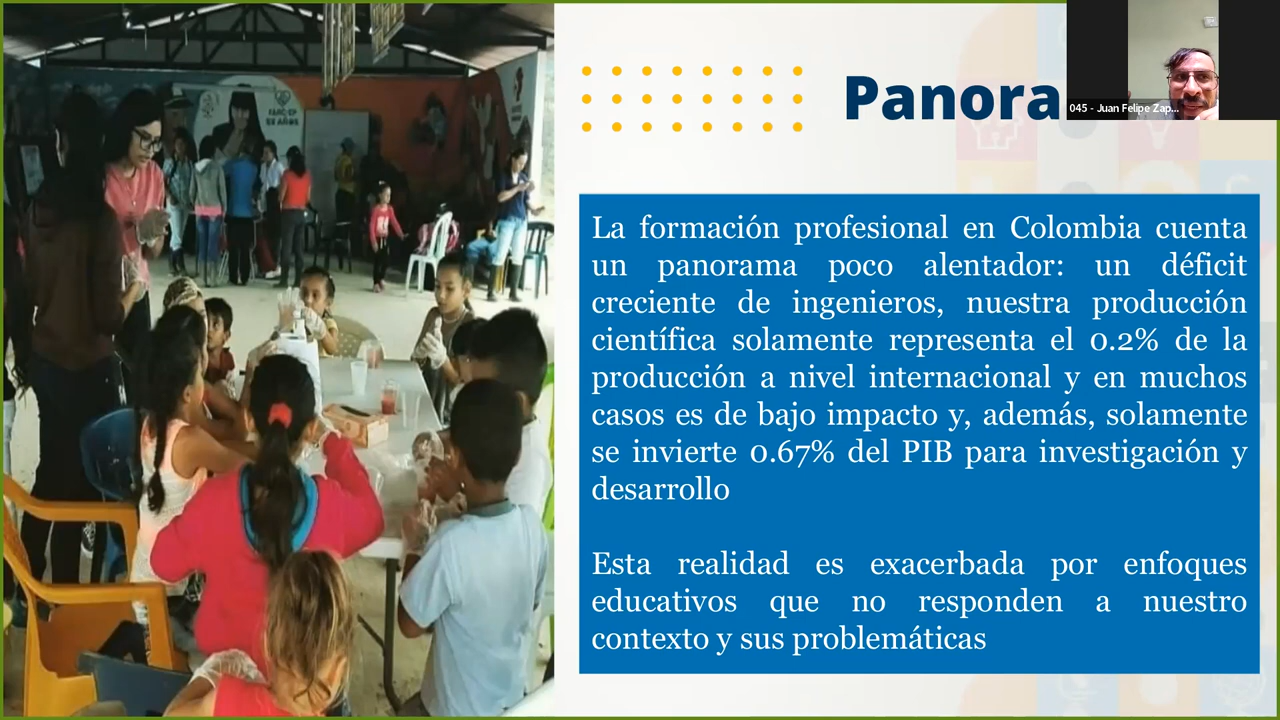 Panora
045 - Juan Felipe Zap...
La formación profesional en Colombia cuenta
un panorama poco alentador: un déficit
creciente de ingenieros, nuestra producción
científica solamente representa el 0.2% de la
producción a nivel internacional y en muchos
casos es de bajo impacto y, además, solamente
se invierte 0.67% del PIB para investigación y
desarrollo
Esta realidad es exacerbada por enfoques
educativos que no responden a nuestro
contexto y sus problemáticas